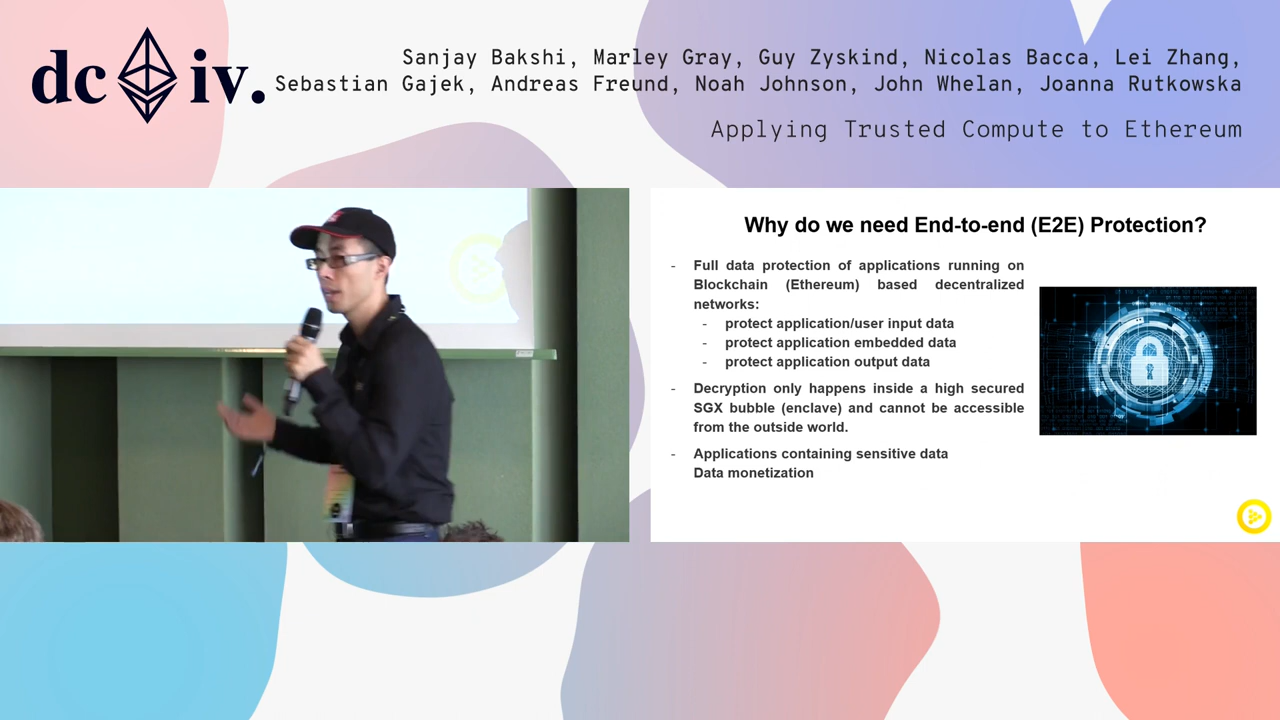 dc iv.
Sanjay Bakshi, Marley Gray, Guy Zyskind, Nicolas Bacca, Lei Zhang,
Sebastian Gajek, Andreas Freund, Noah Johnson, John Whelan, Joanna Rutkowska
Applying Trusted Compute to Ethereum
Why do we need End-to-end (E2E) Protection?
- Full data protection of applications running on
Blockchain (Ethereum) based decentralized
networks:
- protect application/user input data
- protect application embedded data
- protect application output data
- Decryption only happens inside a high secured
SGX bubble (enclave) and cannot be accessible
from the outside world.
- Applications containing sensitive data
Data monetization